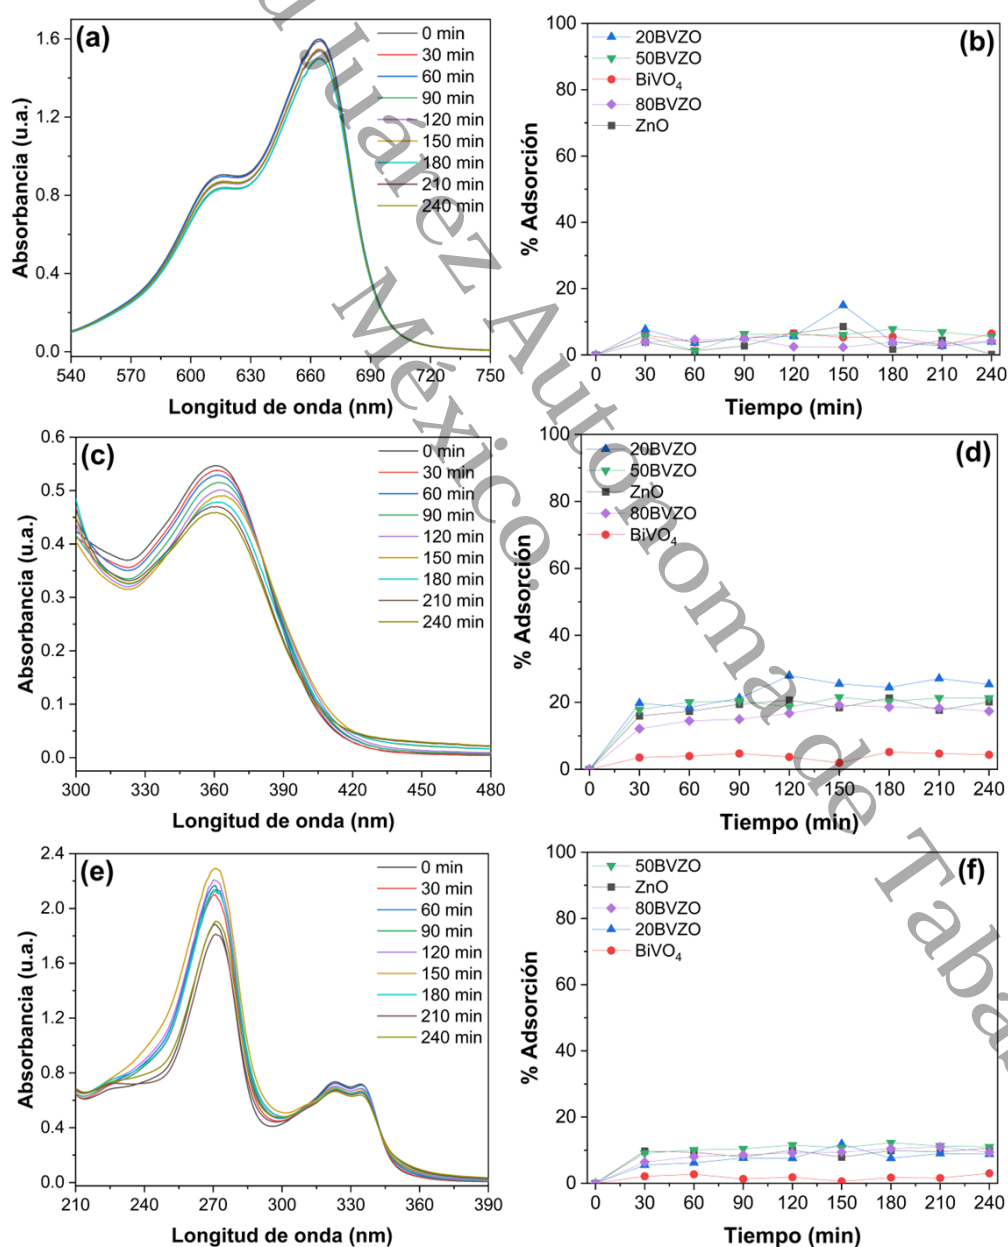 (a)
0 min
30 min
60 min
90 min
120 min
150 min
180 min
210 min
240 min
Absorbancia (u.a.)
1.6
1.2
0.8
0.4
0.0
540 570 600 630 660 690 720 750
Longitud de onda (nm)
(b)
20BVZO
50BVZO
BiVO₄
80BVZO
ZnO
% Adsorción
100
80
60
40
20
0
0 30 60 90 120 150 180 210 240
Tiempo (min)
(c)
0 min
30 min
60 min
90 min
120 min
150 min
180 min
210 min
240 min
Absorbancia (u.a.)
0.6
0.5
0.4
0.3
0.2
0.1
0.0
300 330 360 390 420 450 480
Longitud de onda (nm)
(d)
20BVZO
50BVZO
ZnO
80BVZO
BiVO₄
% Adsorción
100
80
60
40
20
0
0 30 60 90 120 150 180 210 240
Tiempo (min)
(e)
0 min
30 min
60 min
90 min
120 min
150 min
180 min
210 min
240 min
Absorbancia (u.a.)
2.4
2.0
1.6
1.2
0.8
0.4
0.0
210 240 270 300 330 360 390
Longitud de onda (nm)
(f)
50BVZO
ZnO
80BVZO
20BVZO
BiVO₄
% Adsorción
100
80
60
40
20
0
0 30 60 90 120 150 180 210 240
Tiempo (min)
Juárez Autónoma de
México.